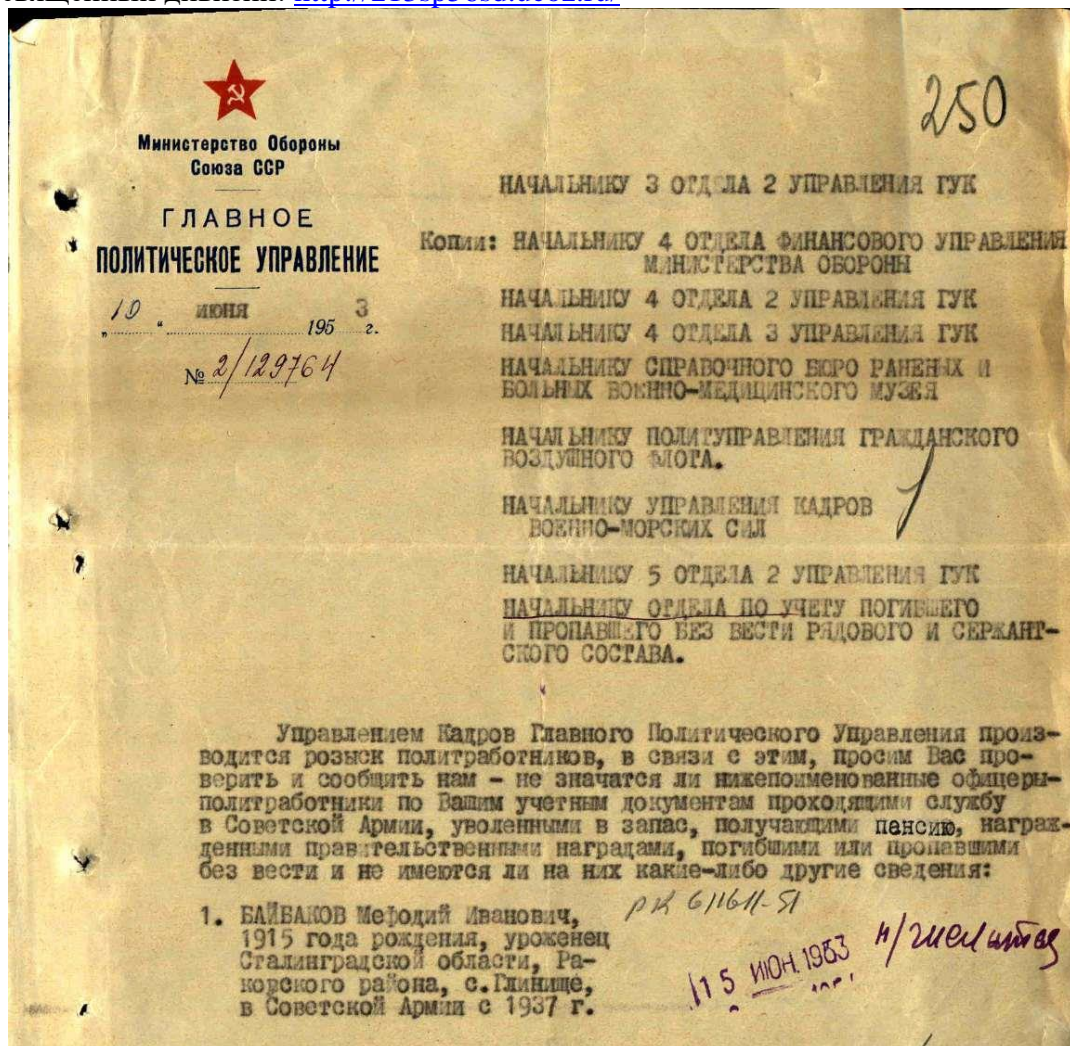 священный дивизии: http://213sp56sd.ucoz.ru/
250
Министерство Обороны
Союза ССР
ГЛАВНОЕ
ПОЛИТИЧЕСКОЕ УПРАВЛЕНИЕ
„10“ июня 1953 г.
№ 2/129764
НАЧАЛЬНИКУ 3 ОТДЕЛА 2 УПРАВЛЕНИЯ ГУК
Копии: НАЧАЛЬНИКУ 4 ОТДЕЛА ФИНАНСОВОГО УПРАВЛЕНИЯ
МИНИСТЕРСТВА ОБОРОНЫ
НАЧАЛЬНИКУ 4 ОТДЕЛА 2 УПРАВЛЕНИЯ ГУК
НАЧАЛЬНИКУ 4 ОТДЕЛА 3 УПРАВЛЕНИЯ ГУК
НАЧАЛЬНИКУ СПРАВОЧНОГО БЮРО РАНЕНЫХ И
БОЛЬНЫХ ВОЕННО-МЕДИЦИНСКОГО МУЗЕЯ
НАЧАЛЬНИКУ ПОЛИТУПРАВЛЕНИЯ ГРАЖДАНСКОГО
ВОЗДУШНОГО ФЛОТА.
НАЧАЛЬНИКУ УПРАВЛЕНИЯ КАДРОВ
ВОЕННО-МОРСКИХ СИЛ
НАЧАЛЬНИКУ 5 ОТДЕЛА 2 УПРАВЛЕНИЯ ГУК
НАЧАЛЬНИКУ ОТДЕЛА ПО УЧЕТУ ПОГИБШЕГО
И ПРОПАВШЕГО БЕЗ ВЕСТИ РЯДОВОГО И СЕРЖАНТ-
СКОГО СОСТАВА.
Управлением Кадров Главного Политического Управления произ-
водится розыск политработников, в связи с этим, просим Вас про-
верить и сообщить нам - не значатся ли нижепоименованные офицеры-
политработники по Вашим учетным документам проходящими службу
в Советской Армии, уволенными в запас, получающими пенсию, награж-
денными правительственными наградами, погибшими или пропавшими
без вести и не имеются ли на них какие-либо другие сведения:
1. БАЙБАКОВ Мефодий Иванович,
1915 года рождения, уроженец
Сталинградской области, Ра-
ковского района, с.Глинище,
в Советской Армии с 1937 г.
15 ИЮН 1953